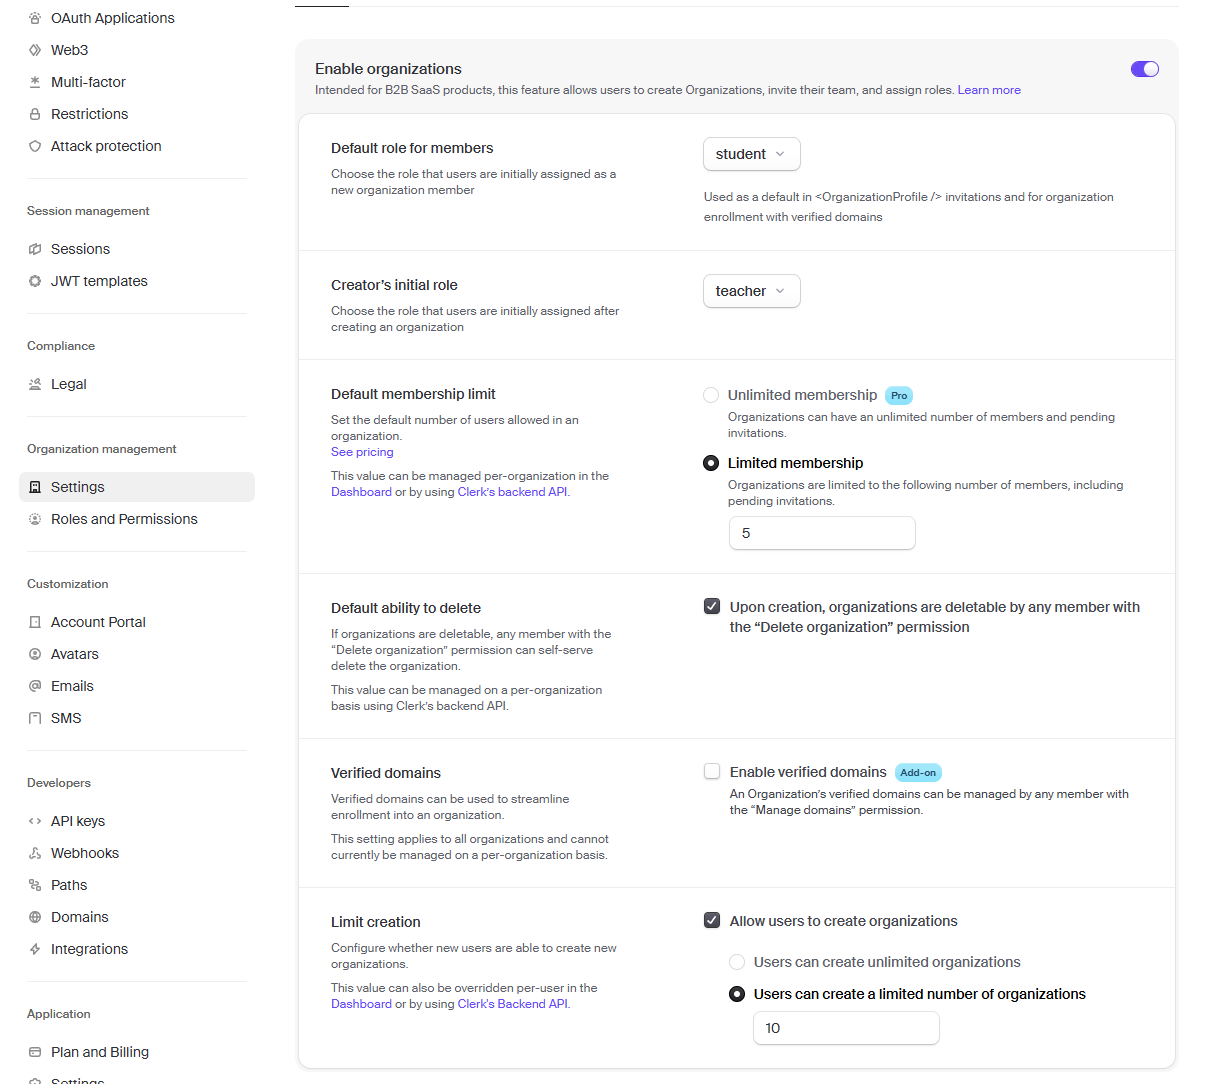 OAuth Applications
Web3
Multi-factor
Restrictions
Attack protection
Session management
Sessions
JWT templates
Compliance
Legal
Organization management
Settings
Roles and Permissions
Customization
Account Portal
Avatars
Emails
SMS
Developers
API keys
Webhooks
Paths
Domains
Integrations
Application
Plan and Billing
Settings
Enable organizations
Intended for B2B SaaS products, this feature allows users to create Organizations, invite their team, and assign roles. Learn more
Default role for members
Choose the role that users are initially assigned as a
new organization member
student
Used as a default in <OrganizationProfile /> invitations and for organization
enrollment with verified domains
Creator’s initial role
Choose the role that users are initially assigned after
creating an organization
teacher
Default membership limit
Set the default number of users allowed in an
organization.
See pricing
This value can be managed per-organization in the
Dashboard or by using Clerk’s backend API.
Unlimited membership Pro
Organizations can have an unlimited number of members and pending
invitations.
Limited membership
Organizations are limited to the following number of members, including
pending invitations.
5
Default ability to delete
If organizations are deletable, any member with the
“Delete organization” permission can self-serve
delete the organization.
This value can be managed on a per-organization
basis using Clerk’s backend API.
Upon creation, organizations are deletable by any member with
the “Delete organization” permission
Verified domains
Verified domains can be used to streamline
enrollment into an organization.
This setting applies to all organizations and cannot
currently be managed on a per-organization basis.
Enable verified domains Add-on
An Organization’s verified domains can be managed by any member with
the “Manage domains” permission.
Limit creation
Configure whether new users are able to create new
organizations.
This value can also be overridden per-user in the
Dashboard or by using Clerk's Backend API.
Allow users to create organizations
Users can create unlimited organizations
Users can create a limited number of organizations
10